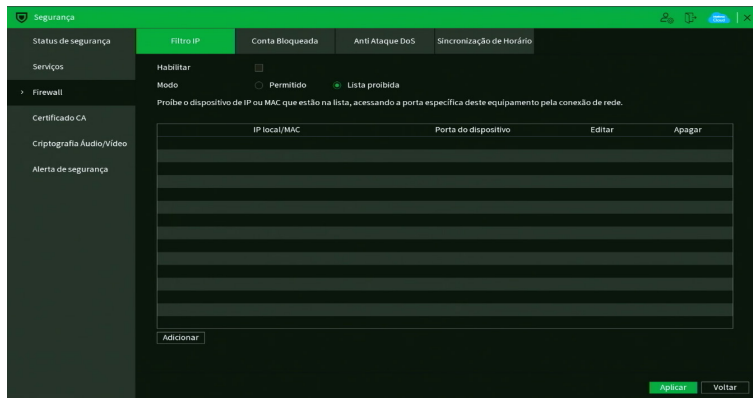 Segurança
Status de segurança
Serviços
Firewall
Certificado CA
Criptografia Áudio/Vídeo
Alerta de segurança
Filtro IP
Conta Bloqueada
Anti Ataque DoS
Sincronização de Horário
Habilitar
Modo
Permitido
Lista proibida
Proíbe o dispositivo de IP ou MAC que estão na lista, acessando a porta específica deste equipamento pela conexão de rede.
IP local/MAC
Porta do dispositivo
Editar
Apagar
Adicionar
Aplicar
Voltar